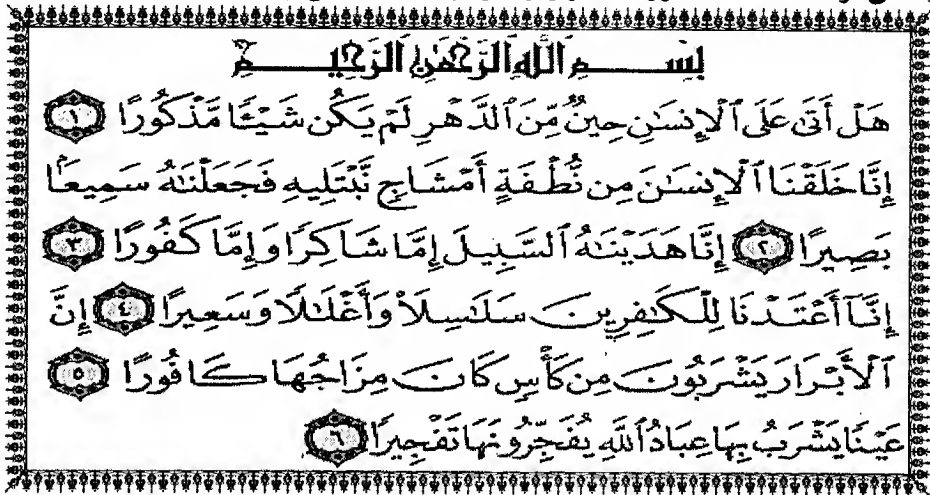 بِسْمِ ٱللَّهِ ٱلرَّحْمَٰنِ ٱلرَّحِيمِ
هَلْ أَتَىٰ عَلَى ٱلْإِنسَٰنِ حِينٌ مِّنَ ٱلدَّهْرِ لَمْ يَكُن شَيْـًٔا مَّذْكُورًا ١
إِنَّا خَلَقْنَا ٱلْإِنسَٰنَ مِن نُّطْفَةٍ أَمْشَاجٍ نَّبْتَلِيهِ فَجَعَلْنَٰهُ سَمِيعًۢا
بَصِيرًا ٢ إِنَّا هَدَيْنَٰهُ ٱلسَّبِيلَ إِمَّا شَاكِرًا وَإِمَّا كَفُورًا ٣
إِنَّآ أَعْتَدْنَا لِلْكَٰفِرِينَ سَلَٰسِلَا۟ وَأَغْلَٰلًا وَسَعِيرًا ٤ إِنَّ
ٱلْأَبْرَارَ يَشْرَبُونَ مِن كَأْسٍ كَانَ مِزَاجُهَا كَافُورًا ٥
عَيْنًا يَشْرَبُ بِهَا عِبَادُ ٱللَّهِ يُفَجِّرُونَهَا تَفْجِيرًا ٦